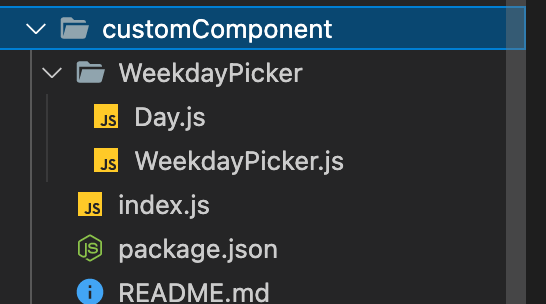 customComponent
WeekdayPicker
JS Day.js
JS WeekdayPicker.js
JS index.js
JS package.json
i README.md